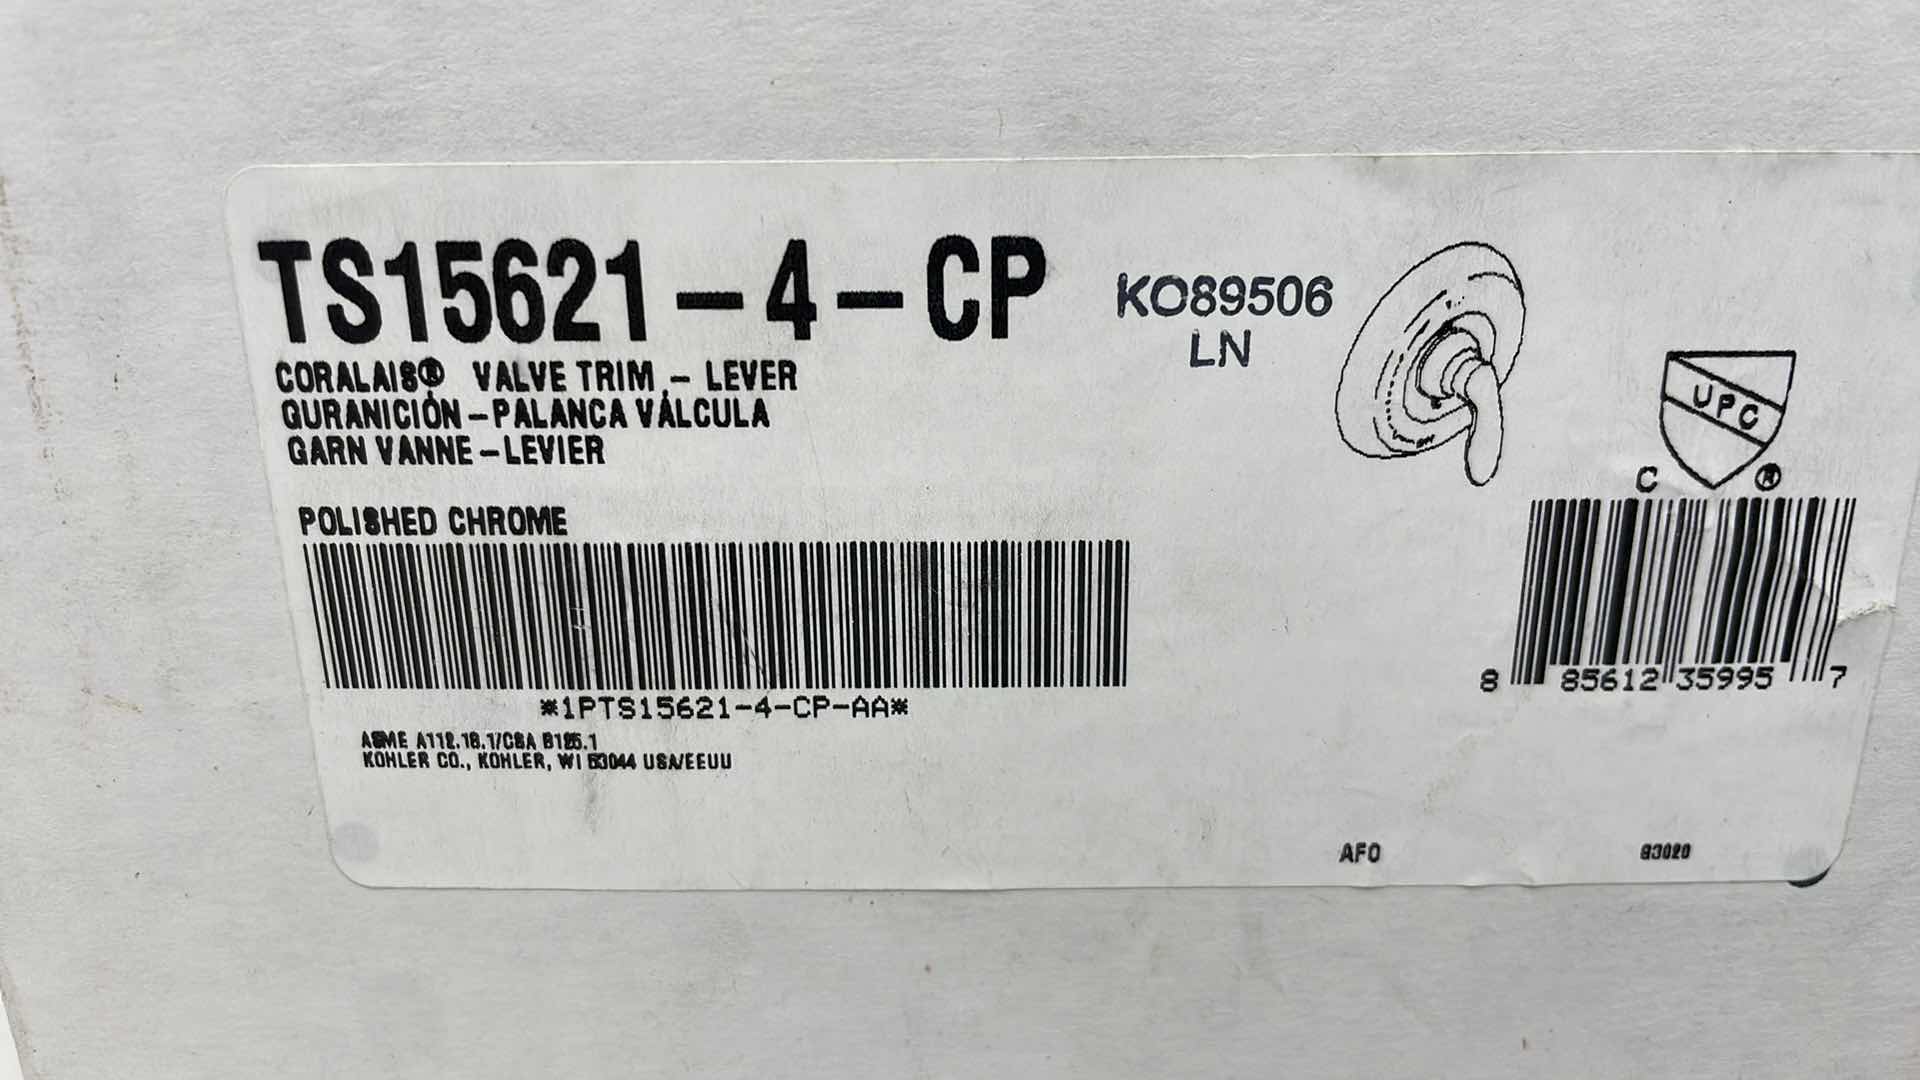 TS15621-4-CP
KO89506
LN
CORALAIS® VALVE TRIM - LEVER
GURANICIÓN - PALANCA VÁLCULA
GARN VANNE - LEVIER
UPC
C ®
POLISHED CHROME
*1PTS15621-4-CP-AA*
8 85612 35995 7
ASME A112.18.1/CSA B125.1
KOHLER CO., KOHLER, WI 53044 USA/EEUU
AFO